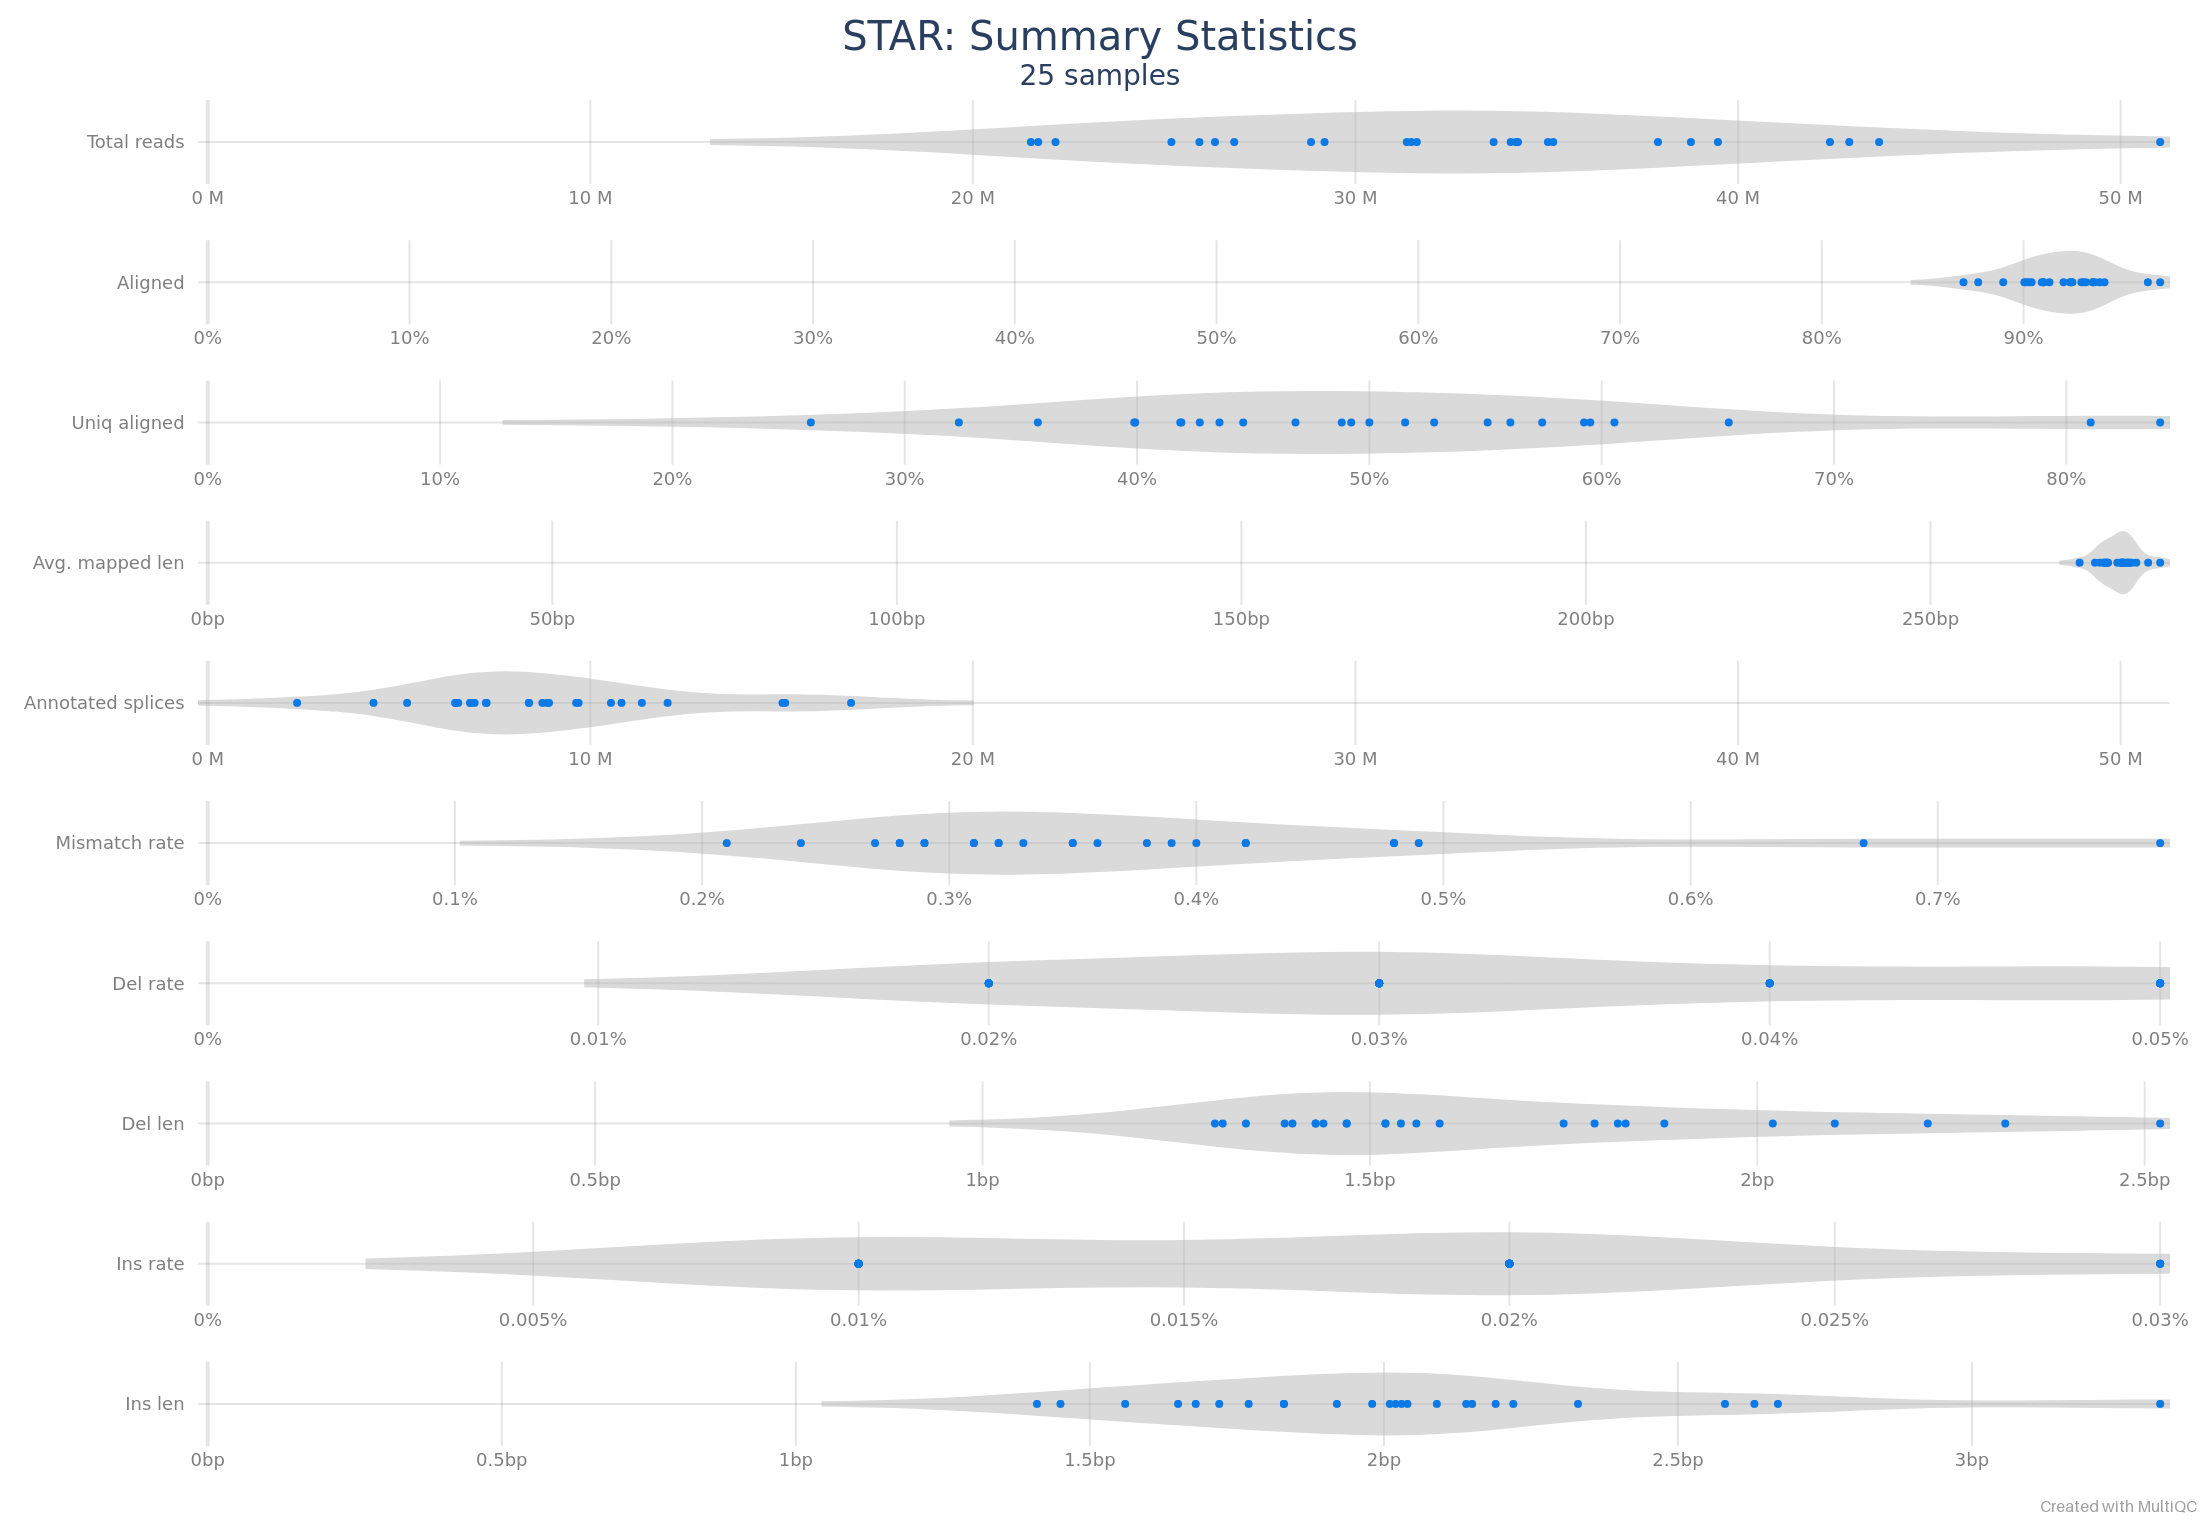 STAR: Summary Statistics
25 samples
Total reads
0 M 10 M 20 M 30 M 40 M 50 M
Aligned
0% 10% 20% 30% 40% 50% 60% 70% 80% 90%
Uniq aligned
0% 10% 20% 30% 40% 50% 60% 70% 80%
Avg. mapped len
0bp 50bp 100bp 150bp 200bp 250bp
Annotated splices
0 M 10 M 20 M 30 M 40 M 50 M
Mismatch rate
0% 0.1% 0.2% 0.3% 0.4% 0.5% 0.6% 0.7%
Del rate
0% 0.01% 0.02% 0.03% 0.04% 0.05%
Del len
0bp 0.5bp 1bp 1.5bp 2bp 2.5bp
Ins rate
0% 0.005% 0.01% 0.015% 0.02% 0.025% 0.03%
Ins len
0bp 0.5bp 1bp 1.5bp 2bp 2.5bp 3bp
Created with MultiQC